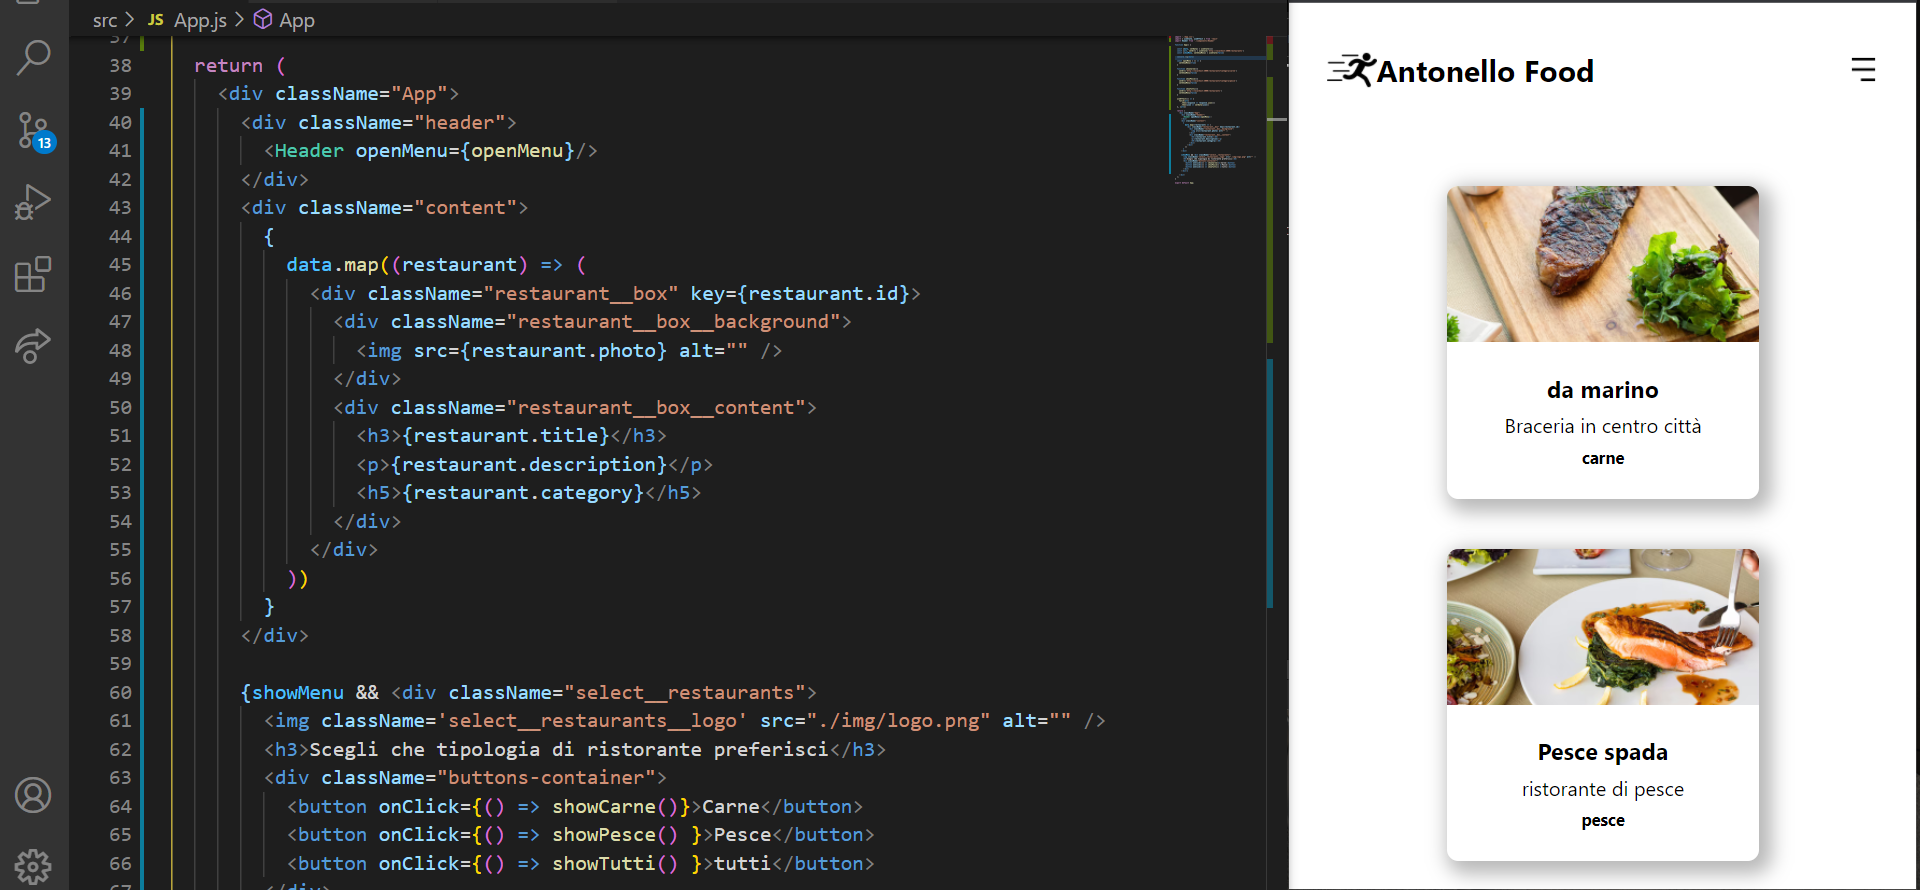 src > JS App.js > App
37
38 return (
39 <div className="App">
40 <div className="header">
41 <Header openMenu={openMenu}/>
42 </div>
43 <div className="content">
44 {
45 data.map((restaurant) => (
46 <div className="restaurant__box" key={restaurant.id}>
47 <div className="restaurant__box__background">
48 <img src={restaurant.photo} alt="" />
49 </div>
50 <div className="restaurant__box__content">
51 <h3>{restaurant.title}</h3>
52 <p>{restaurant.description}</p>
53 <h5>{restaurant.category}</h5>
54 </div>
55 </div>
56 ))
57 }
58 </div>
59
60 {showMenu && <div className="select__restaurants">
61 <img className='select__restaurants__logo' src="./img/logo.png" alt="" />
62 <h3>Scegli che tipologia di ristorante preferisci</h3>
63 <div className="buttons-container">
64 <button onClick={() => showCarne()}>Carne</button>
65 <button onClick={() => showPesce() }>Pesce</button>
66 <button onClick={() => showTutti() }>tutti</button>
67 </div>
13
Antonello Food
da marino
Braceria in centro città
carne
Pesce spada
ristorante di pesce
pesce